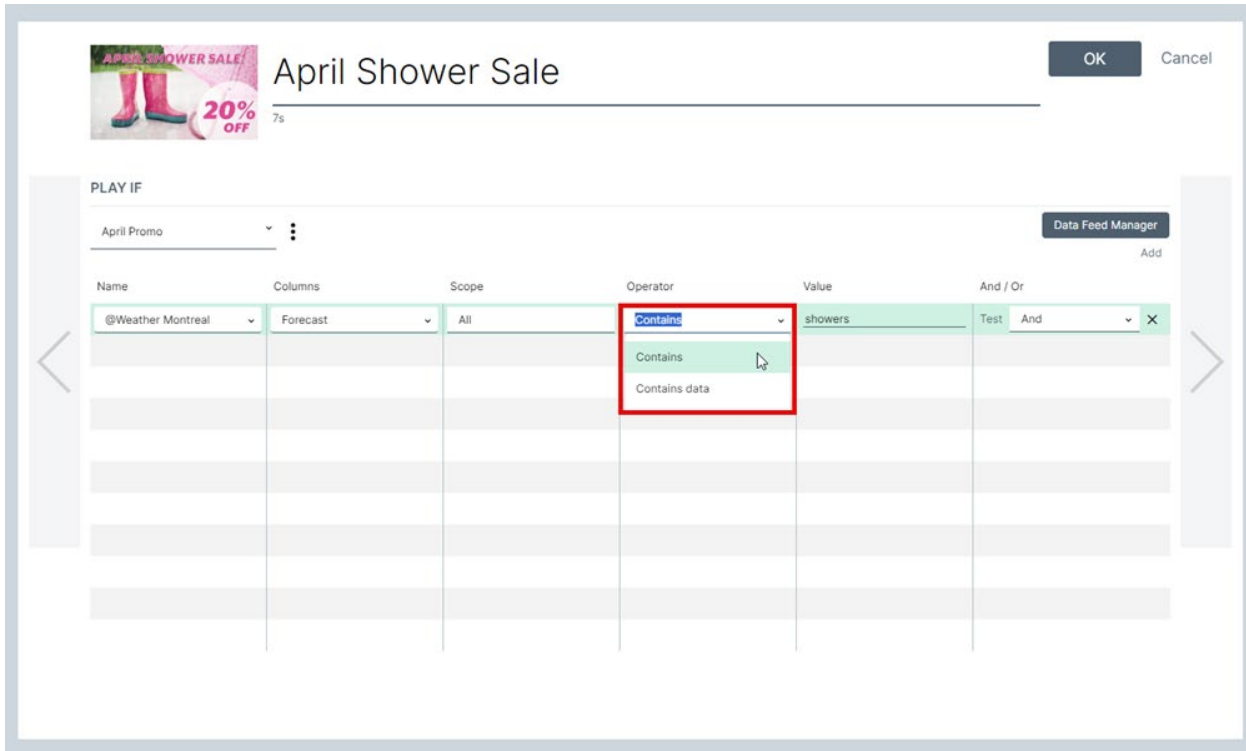 APRIL SHOWER SALE!
20%
OFF
April Shower Sale
7s
OK
Cancel
PLAY IF
April Promo
Data Feed Manager
Add
Name Columns Scope Operator Value And / Or
@Weather Montreal Forecast All Contains showers Test And
Contains
Contains data